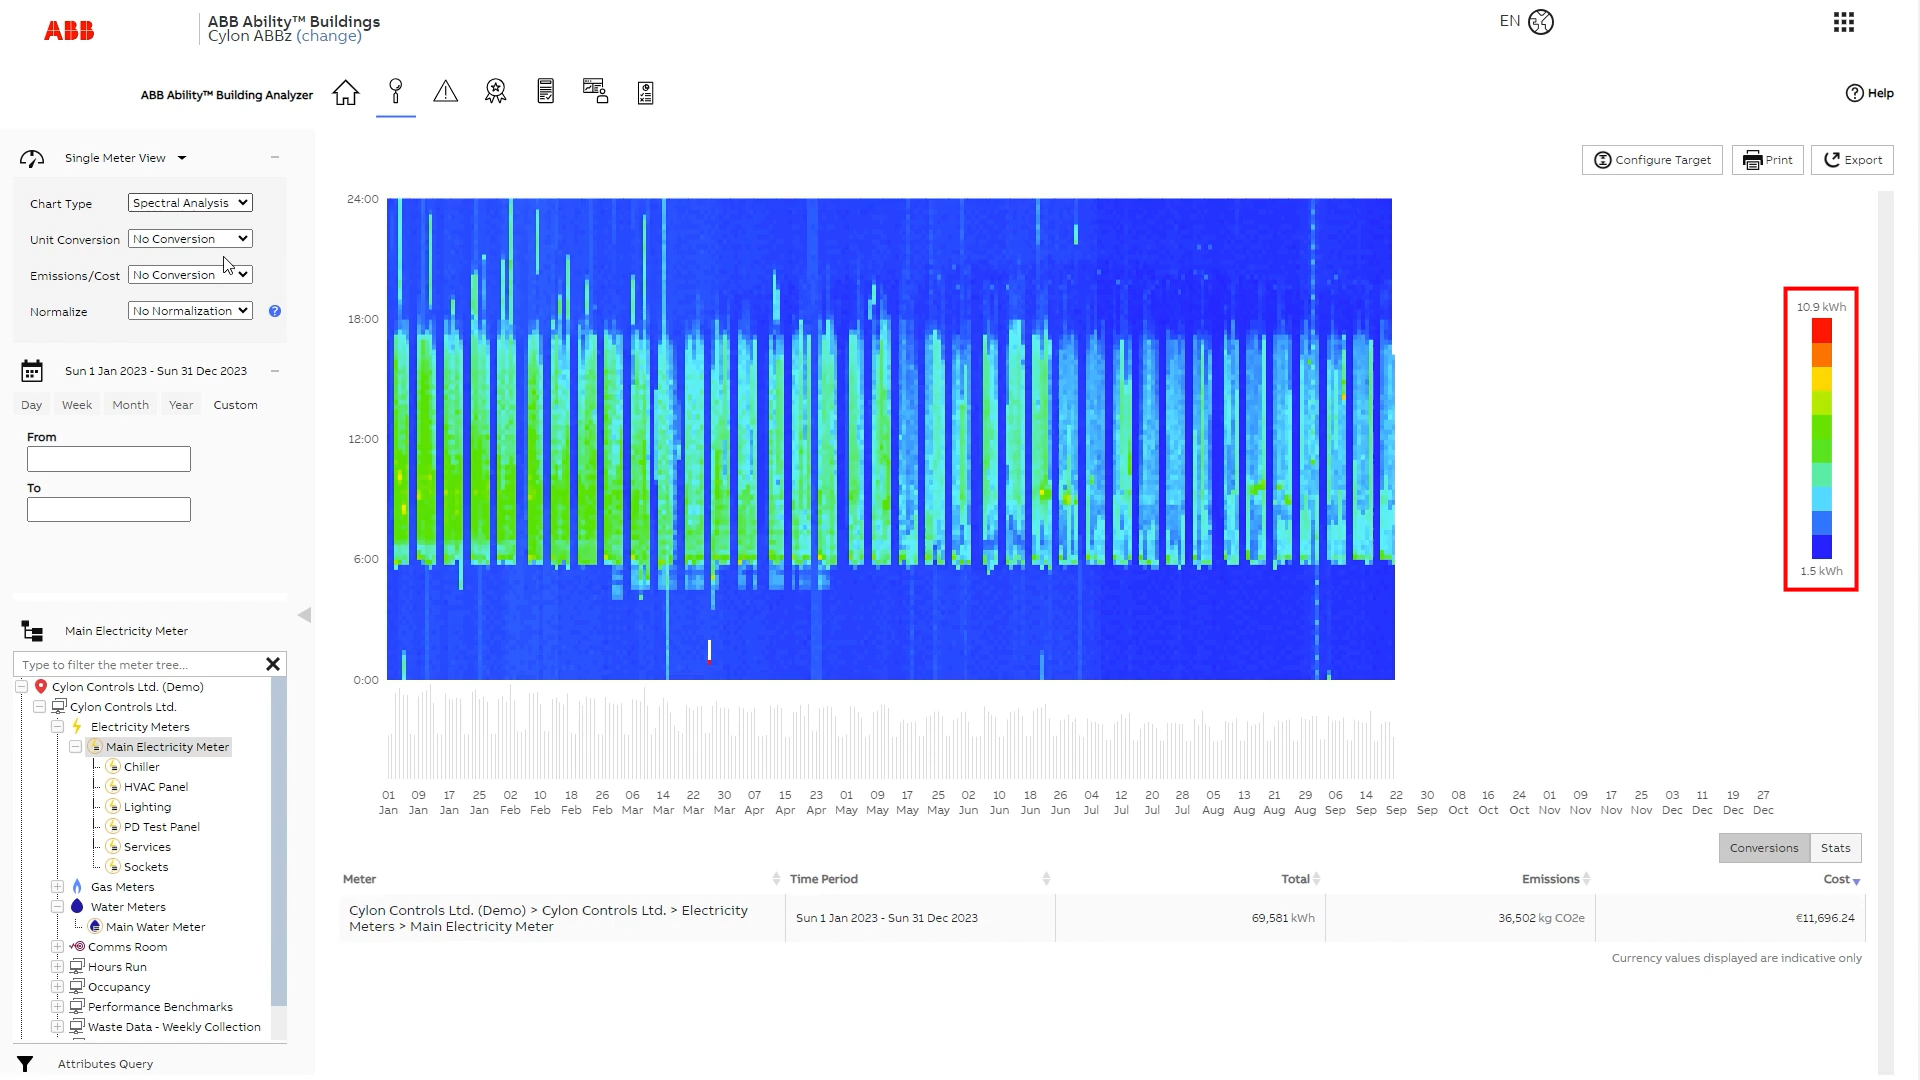 ABB
ABB Ability™ Buildings
Cylon ABBz (change)
EN
ABB Ability™ Building Analyzer
Help
Single Meter View
Chart Type
Spectral Analysis
Unit Conversion
No Conversion
Emissions/Cost
No Conversion
Normalize
No Normalization
?
Sun 1 Jan 2023 - Sun 31 Dec 2023
Day
Week
Month
Year
Custom
From
To
Main Electricity Meter
Type to filter the meter tree...
Cylon Controls Ltd. (Demo)
Cylon Controls Ltd.
Electricity Meters
Main Electricity Meter
Chiller
HVAC Panel
Lighting
PD Test Panel
Services
Sockets
Gas Meters
Water Meters
Main Water Meter
Comms Room
Hours Run
Occupancy
Performance Benchmarks
Waste Data - Weekly Collection
Attributes Query
Configure Target
Print
Export
24:00
18:00
12:00
6:00
0:00
10.9 kWh
1.5 kWh
01 09 17 25 02 10 18 26 06 14 22 30 07 15 23 01 09 17 25 02 10 18 26 04 12 20 28 05 13 21 29 06 14 22 30 08 16 24 01 09 17 25 03 11 19 27
Jan Jan Jan Jan Feb Feb Feb Feb Mar Mar Mar Mar Apr Apr Apr May May May May Jun Jun Jun Jun Jul Jul Jul Jul Aug Aug Aug Aug Sep Sep Sep Sep Oct Oct Oct Nov Nov Nov Nov Dec Dec Dec Dec
Conversions
Stats
Meter
Time Period
Total
Emissions
Cost
Cylon Controls Ltd. (Demo) > Cylon Controls Ltd. > Electricity
Meters > Main Electricity Meter
Sun 1 Jan 2023 - Sun 31 Dec 2023
69,581 kWh
36,502 kg CO2e
€11,696.24
Currency values displayed are indicative only